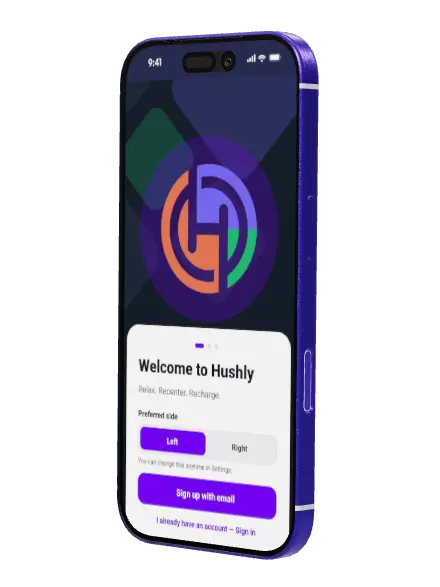 9:41
Welcome to Hushly
Relax. Recenter. Recharge.
Preferred side
Left
Right
You can change this anytime in Settings.
Sign up with email
I already have an account — Sign in